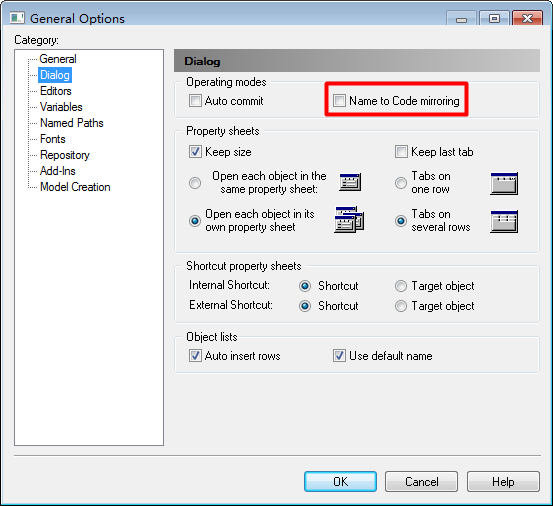 General Options
Category:
General
Dialog
Editors
Variables
Named Paths
Fonts
Repository
Add-Ins
Model Creation
Dialog
Operating modes
Auto commit
Name to Code mirroring
Property sheets
Keep size
Keep last tab
Open each object in the
same property sheet:
Tabs on
one row
Open each object in its
own property sheet
Tabs on
several rows
Shortcut property sheets
Internal Shortcut:
Shortcut
Target object
External Shortcut:
Shortcut
Target object
Object lists
Auto insert rows
Use default name
OK
Cancel
Help